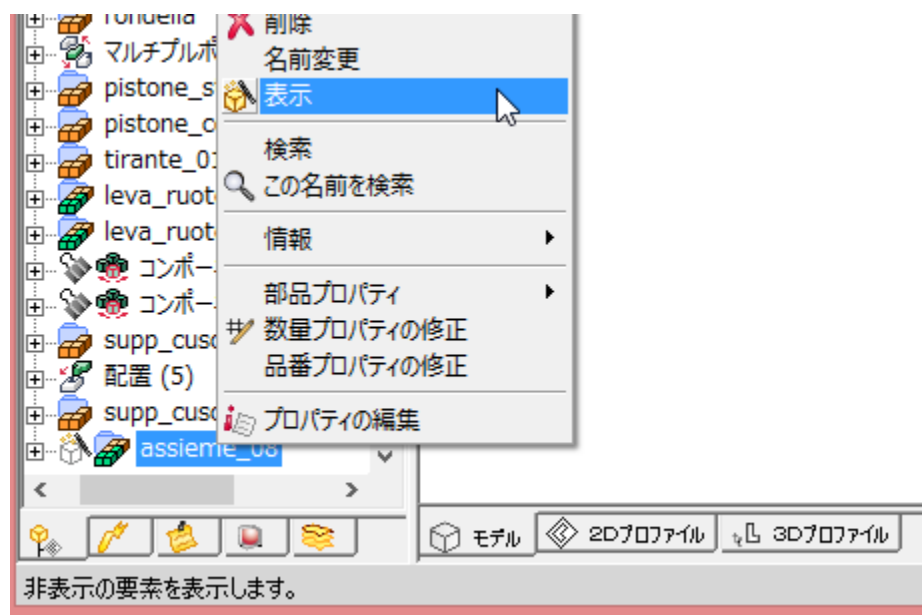 rondella
削除
マルチプルボ
名前変更
pistone_s
表示
pistone_c
検索
tirante_01
この名前を検索
leva_ruot
leva_ruot
情報
コンポー
コンポー
部品プロパティ
supp_cusc
数量プロパティの修正
配置 (5)
品番プロパティの修正
supp_cusc
プロパティの編集
assieme_08
モデル
2Dプロファイル
3Dプロファイル
非表示の要素を表示します。